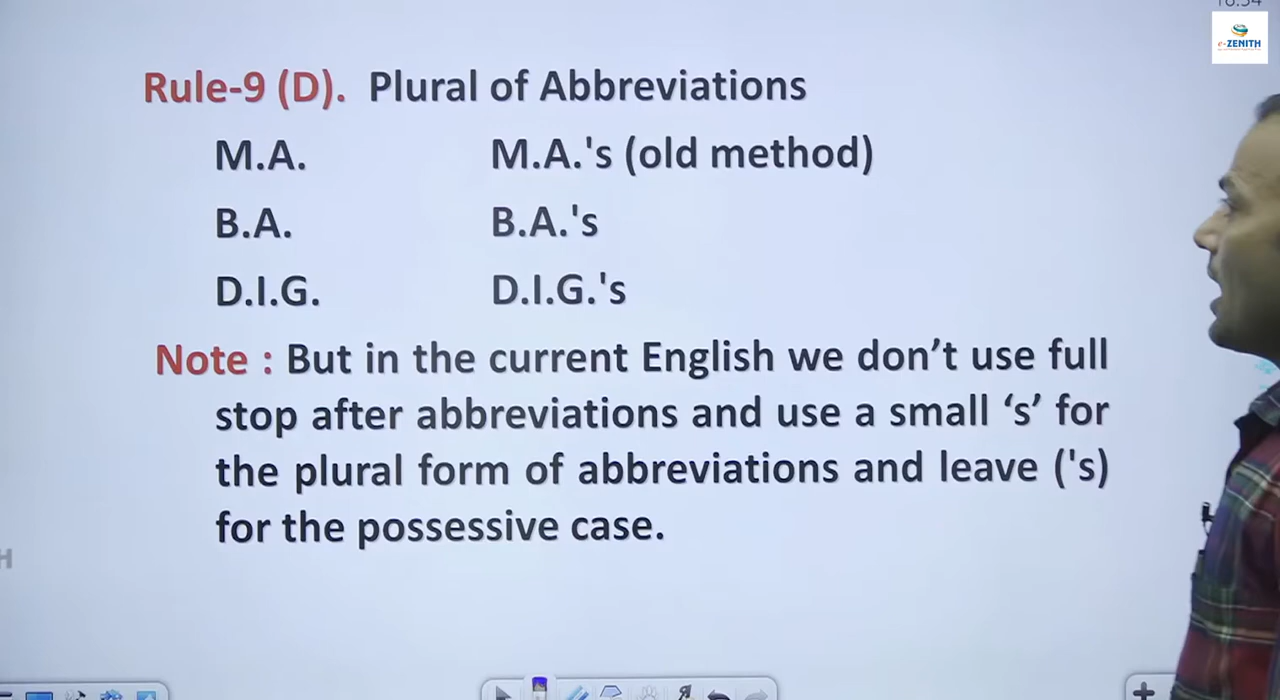 e-ZENITH
Rule-9 (D). Plural of Abbreviations
M.A. M.A.'s (old method)
B.A. B.A.'s
D.I.G. D.I.G.'s
Note : But in the current English we don’t use full
stop after abbreviations and use a small ‘s’ for
the plural form of abbreviations and leave ('s)
for the possessive case.
H